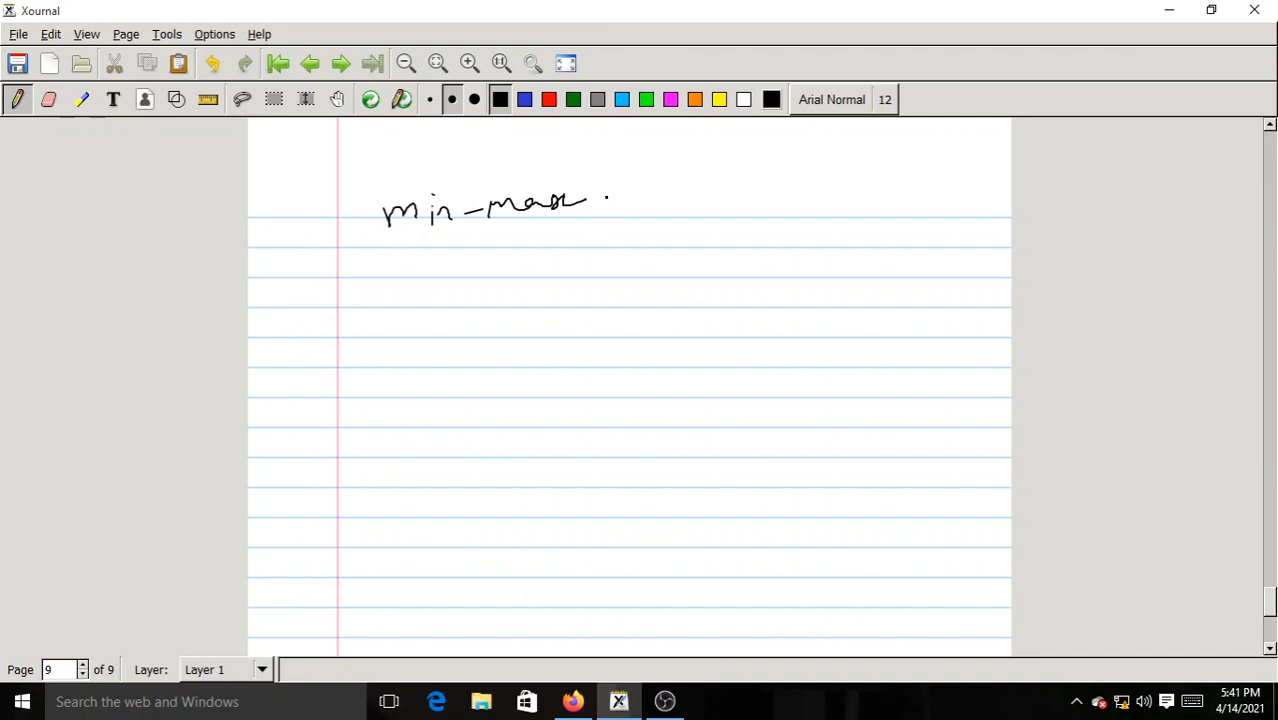 Xournal
File Edit View Page Tools Options Help
T Arial Normal 12
min-max
Page 9 of 9 Layer: Layer 1
Search the web and Windows 5:41 PM
4/14/2021